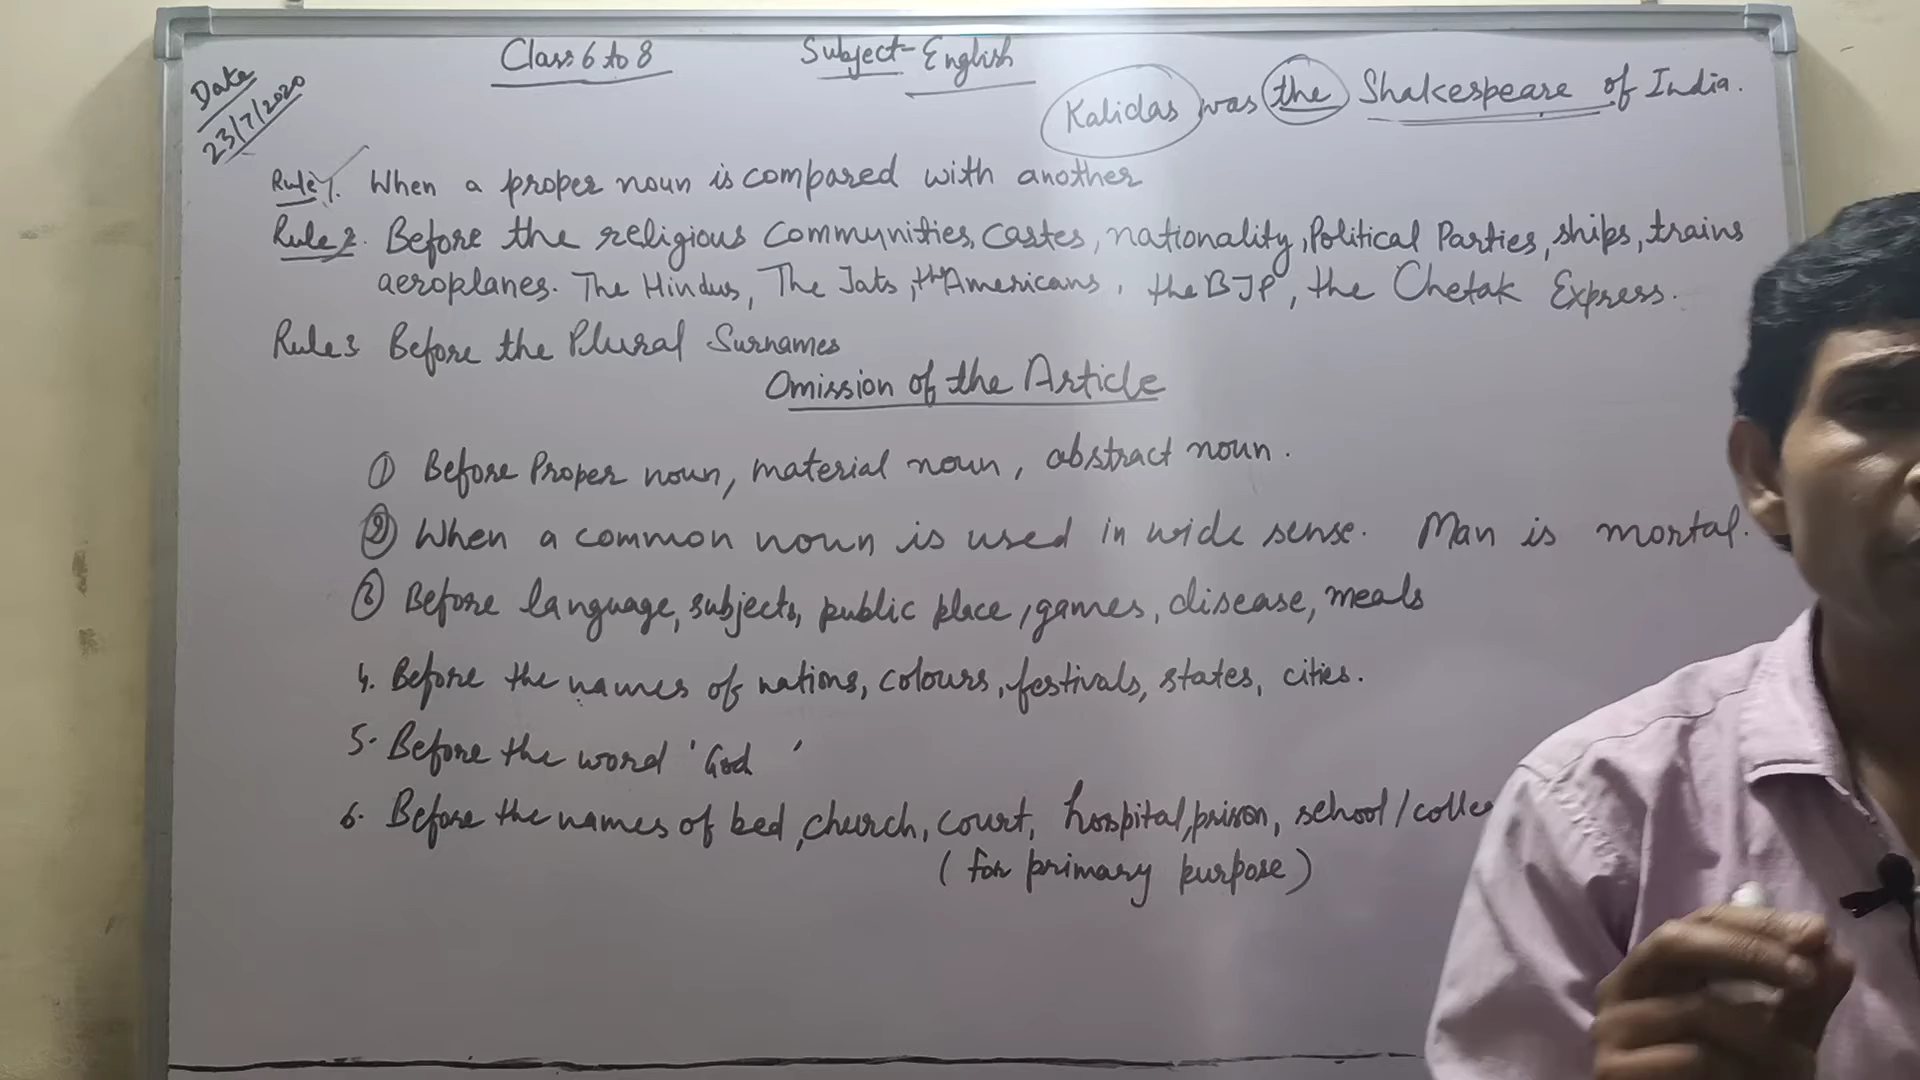 Date
23/7/2020
Class 6 to 8
Subject- English
Kalidas was the Shakespeare of India.
Rule 1. When a proper noun is compared with another
Rule 2. Before the religious communities, castes, nationality, Political Parties, ships, trains
aeroplanes. The Hindus, The Jats, the Americans, the BJP, the Chetak Express.
Rule 3 Before the Plural Surnames
Omission of the Article
① Before Proper noun, material noun, abstract noun.
② When a common noun is used in wide sense. Man is mortal.
③ Before language, subjects, public place, games, disease, meals
4. Before the names of nations, colours, festivals, states, cities.
5. Before the word 'God'
6. Before the names of bed, church, court, hospital, prison, school/colle
(for primary purpose)